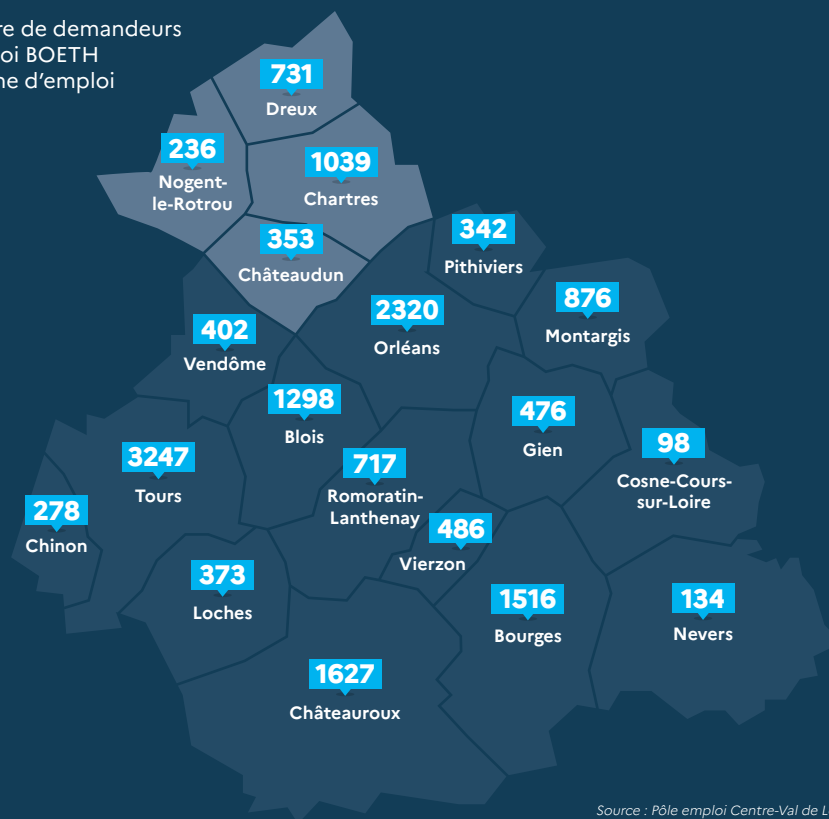 re de demandeurs
oi BOETH
ne d'emploi
731
Dreux
236
Nogent-
le-Rotrou
1039
Chartres
353
Châteaudun
342
Pithiviers
876
Montargis
2320
Orléans
402
Vendôme
1298
Blois
476
Gien
98
Cosne-Cours-
sur-Loire
3247
Tours
717
Romoratin-
Lanthenay
278
Chinon
486
Vierzon
373
Loches
1516
Bourges
134
Nevers
1627
Châteauroux
Source : Pôle emploi Centre-Val de L